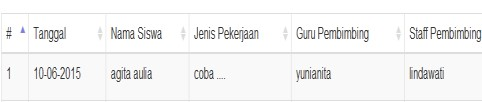 # Tanggal Nama Siswa Jenis Pekerjaan Guru Pembimbing Staff Pembimbing
1 10-06-2015 agita aulia coba .... yunianita lindawati